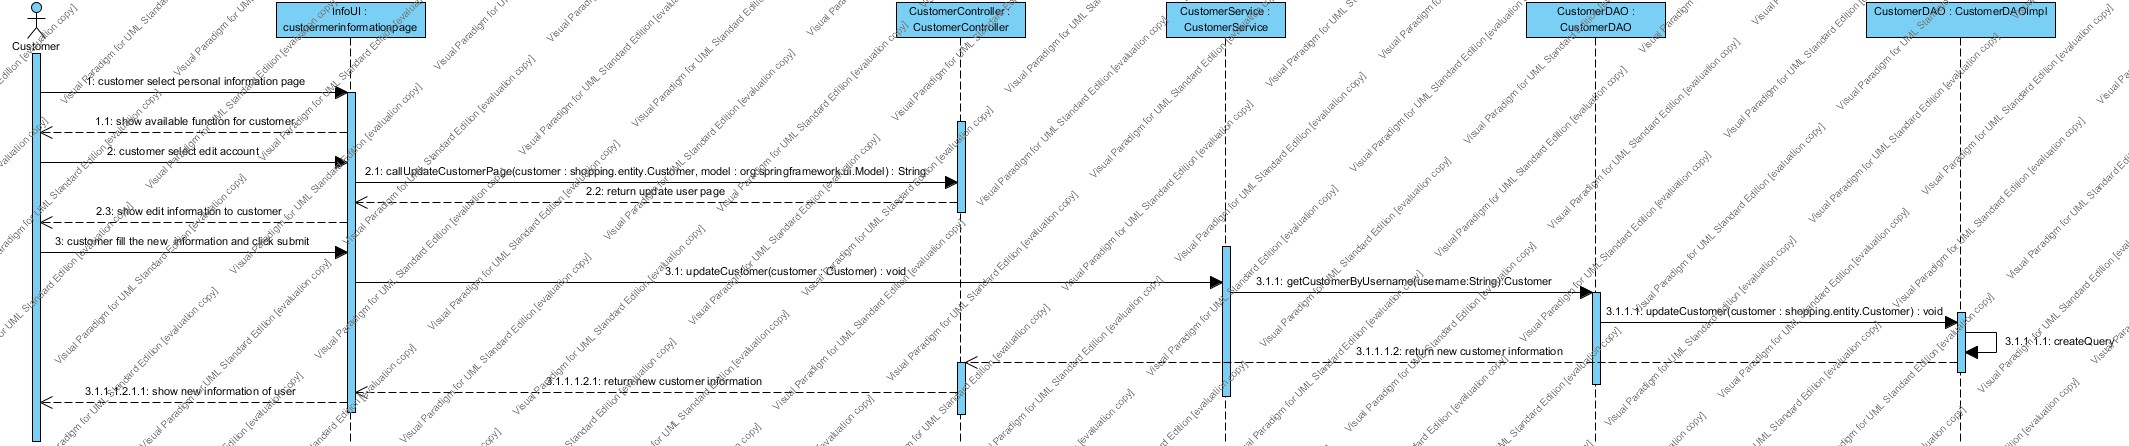 Customer
InfoUI :
custpermerinformationpage
CustomerController :
CustomerController
CustomerService :
CustomerService
CustomerDAO :
CustomerDAO
CustomerDAO : CustomerDAOImpl
1: customer select personal information page
1.1: show available function for customer
2: customer select edit account
2.1: callUpdateCustomerPage(customer : shopping.entity.Customer, model : org.springframework.ui.Model) : String
2.2: return update user page
2.3: show edit information to customer
3: customer fill the new information and click submit
3.1: updateCustomer(customer : Customer) : void
3.1.1: getCustomerByUsername(username:String):Customer
3.1.1.1: updateCustomer(customer : shopping.entity.Customer) : void
3.1.1.1.1: createQuery
3.1.1.1.2: return new customer information
3.1.1.1.2.1: return new customer information
3.1.1.1.2.1.1: show new information of user
Visual Paradigm for UML Standard Edition [evaluation copy]